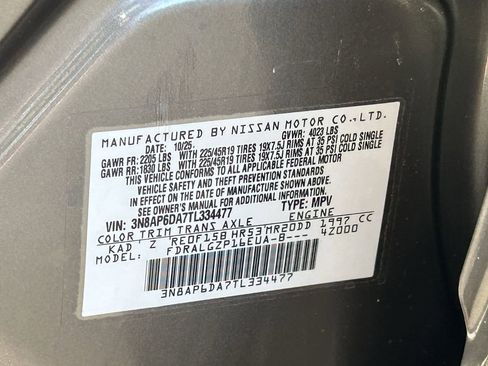 MANUFACTURED BY NISSAN MOTOR CO.,LTD.
DATE: 10/25 GVWR: 4023 LBS
GAWR FR: 2205 LBS WITH 225/45R19 TIRES 19X7.5J RIMS AT 35 PSI COLD SINGLE
GAWR RR: 1830 LBS WITH 225/45R19 TIRES 19X7.5J RIMS AT 35 PSI COLD SINGLE
THIS VEHICLE CONFORMS TO ALL APPLICABLE FEDERAL MOTOR
VEHICLE SAFETY AND THEFT PREVENTION STANDARDS
IN EFFECT ON THE DATE OF MANUFACTURE SHOWN ABOVE.
SEE OWNER'S MANUAL FOR ADDITIONAL INFORMATION.
VIN: 3N8AP6DA7TL334477 TYPE: MPV
COLOR TRIM TRANS AXLE ENGINE
KAD Z RE0F15B HR53 MR20DD 1997 CC
MODEL: FDRALGZP16EUA-B--- 4Z000
3N8AP6DA7TL334477